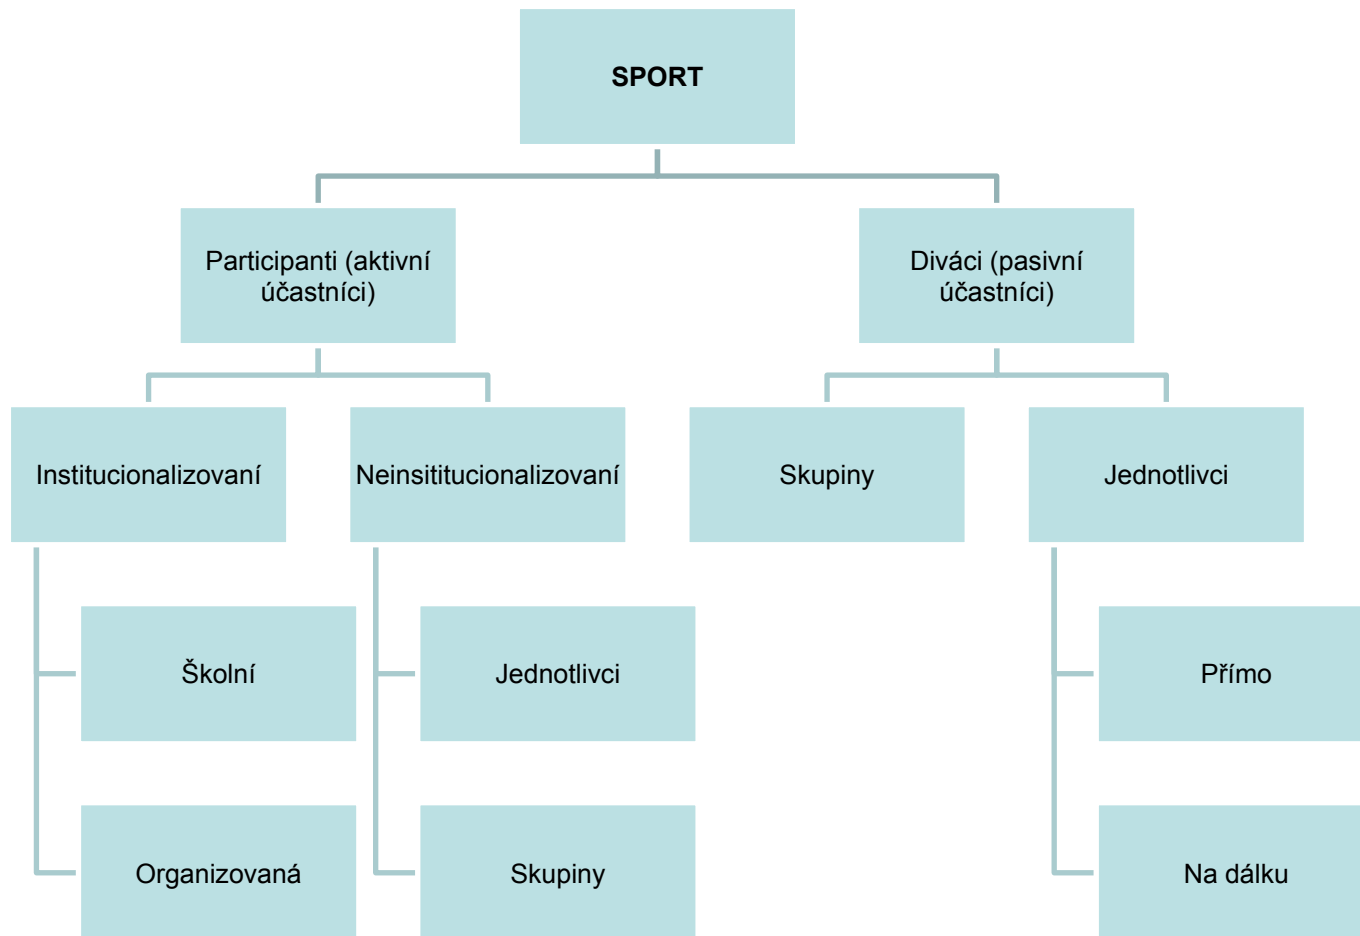 SPORT
Participanti (aktivní
účastníci)
Diváci (pasivní
účastníci)
Institucionalizovaní
Neinsititucionalizovaní
Skupiny
Jednotlivci
Školní
Jednotlivci
Přímo
Organizovaná
Skupiny
Na dálku